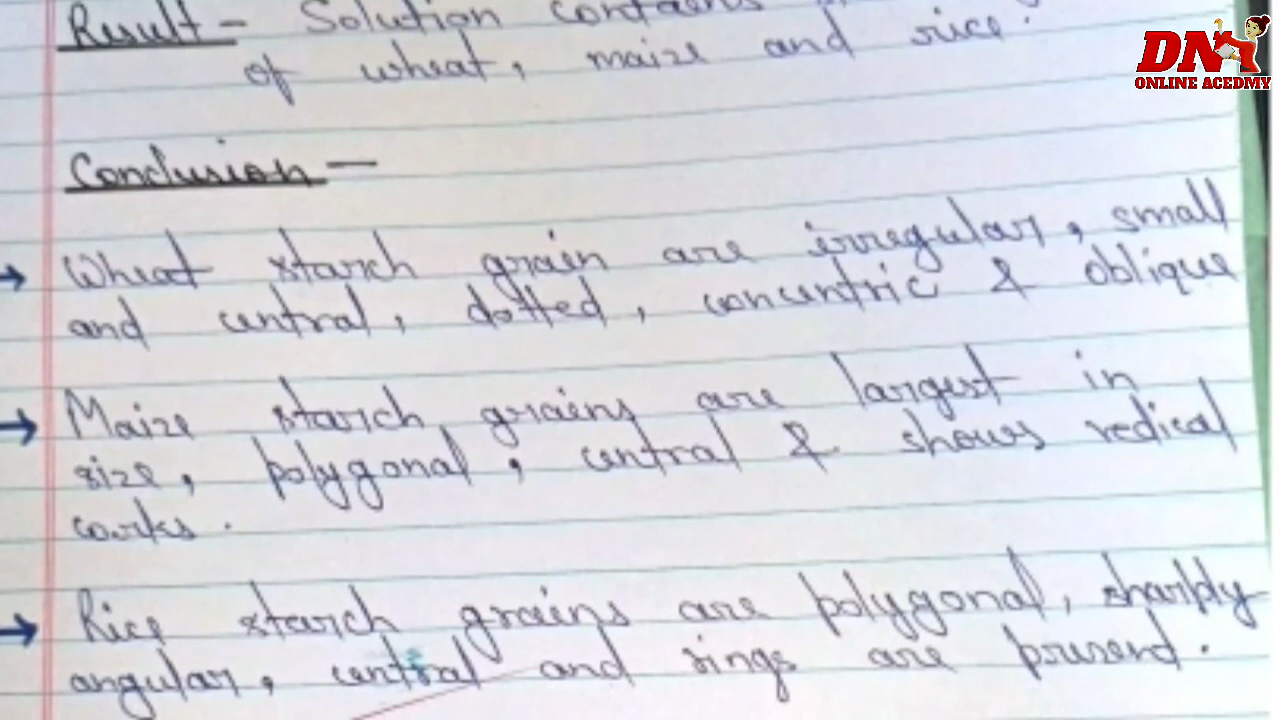 Result - Solution contains
of wheat, maize and rice.
DN
ONLINE ACEDMY
Conclusion -
→ Wheat starch grain are irregular, small
and central, dotted, concentric & oblique
→ Maize starch grains are largest in
size, polygonal, central & shows redical
corks.
→ Rice starch grains are polygonal, sharply
angular, central and rings are present.